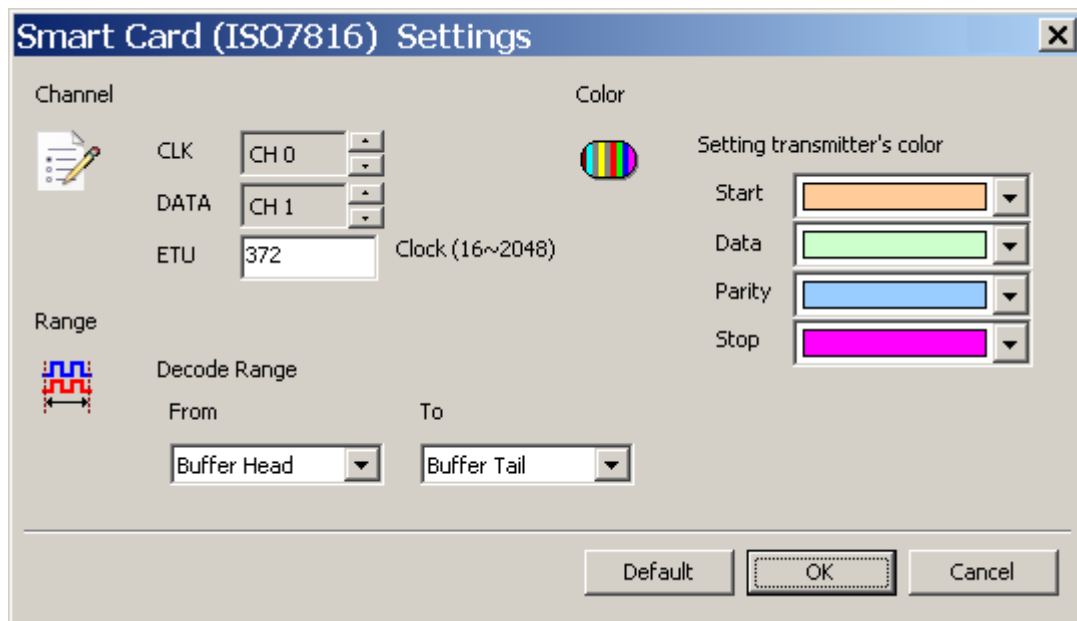 Smart Card (ISO7816) Settings
Channel
CLK CH 0
DATA CH 1
ETU 372 Clock (16~2048)
Color
Setting transmitter's color
Start
Data
Parity
Stop
Range
Decode Range
From To
Buffer Head Buffer Tail
Default OK Cancel